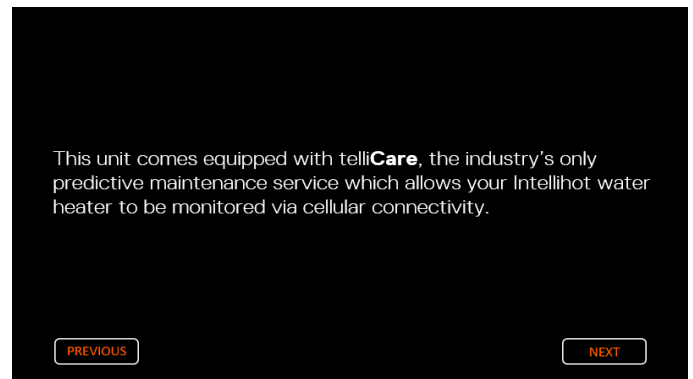 This unit comes equipped with telliCare, the industry's only
predictive maintenance service which allows your Intellihot water
heater to be monitored via cellular connectivity.
PREVIOUS
NEXT